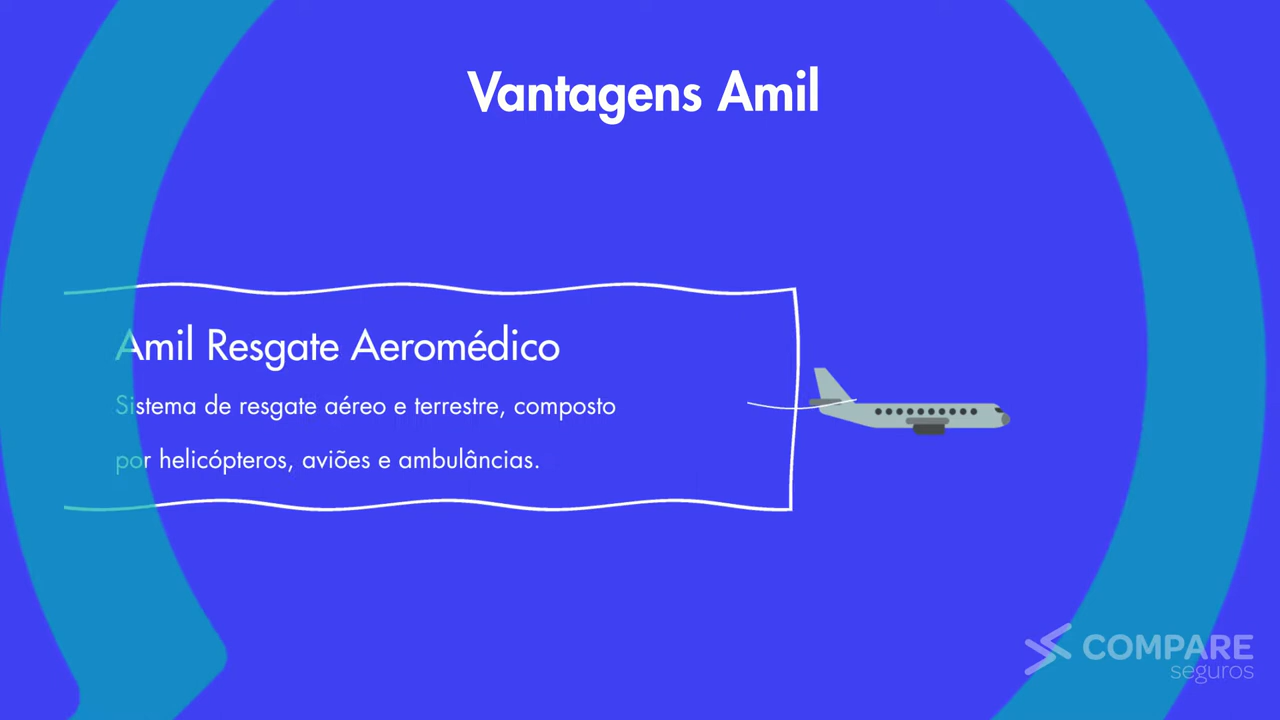 Vantagens Amil
Amil Resgate Aeromédico
Sistema de resgate aéreo e terrestre, composto
por helicópteros, aviões e ambulâncias.
COMPARE
seguros